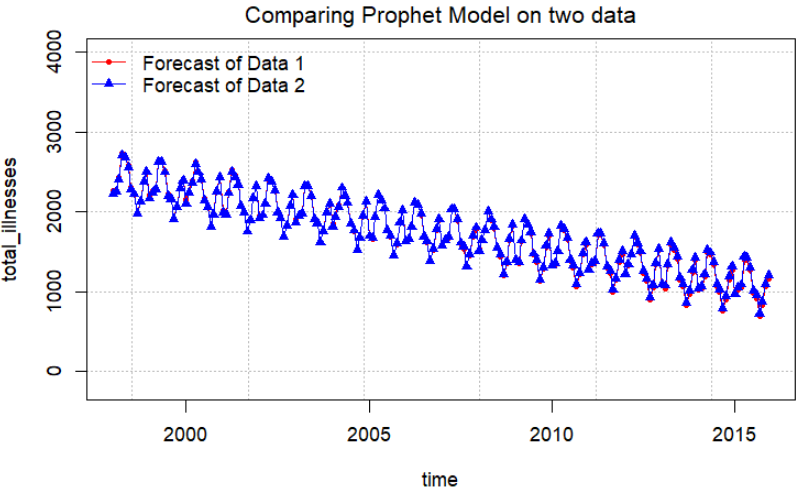 Comparing Prophet Model on two data
Forecast of Data 1
Forecast of Data 2
total_illnesses
4000
3000
2000
1000
0
2000
2005
2010
2015
time